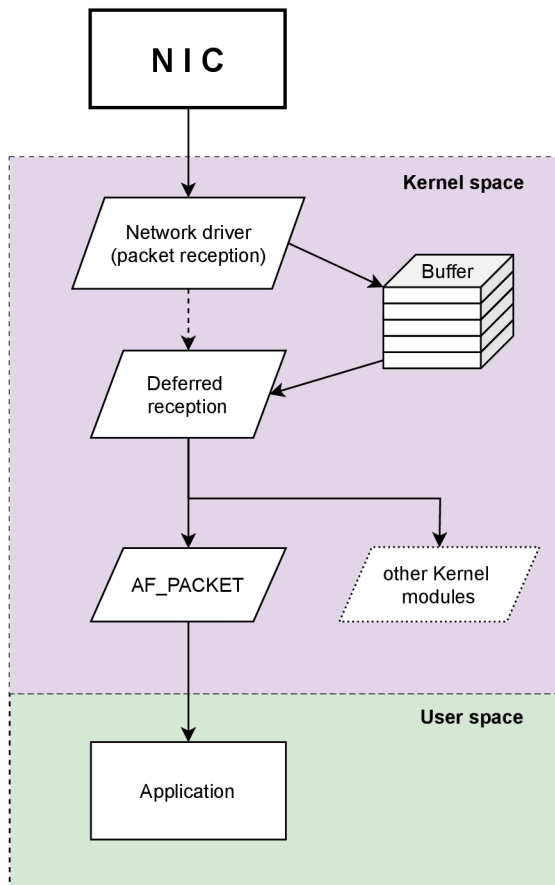 N I C
Kernel space
Network driver
(packet reception)
Buffer
Deferred
reception
AF_PACKET
other Kernel
modules
User space
Application